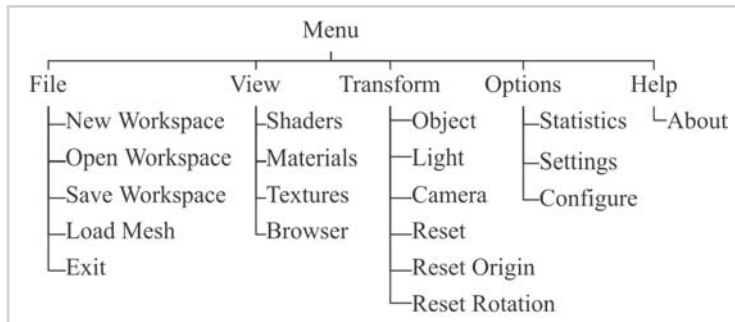 Menu
File View Transform Options Help
New Workspace Shaders Object Statistics About
Open Workspace Materials Light Settings
Save Workspace Textures Camera Configure
Load Mesh Browser Reset
Exit Reset Origin
Reset Rotation